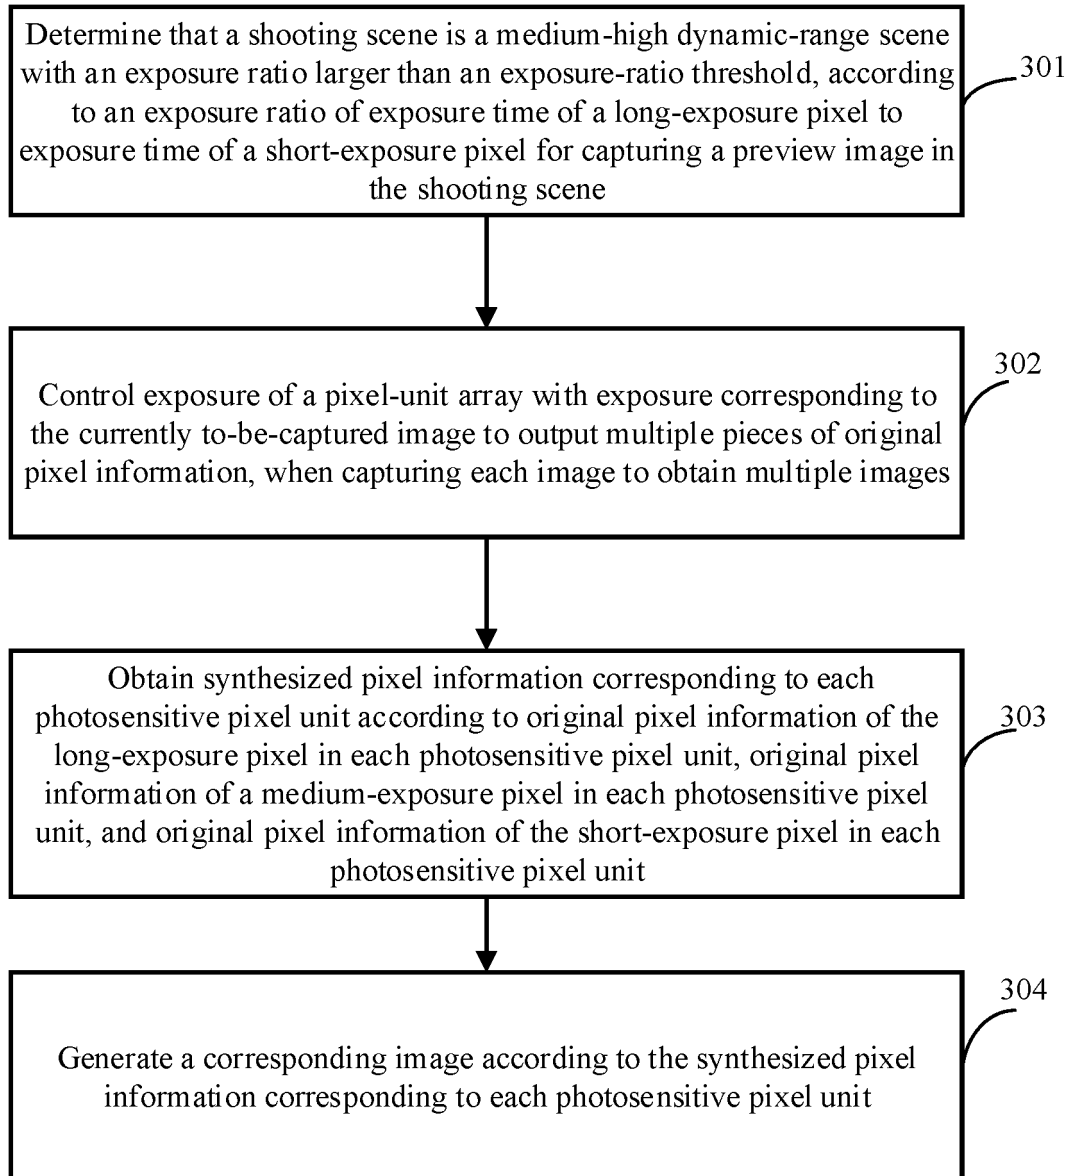 Determine that a shooting scene is a medium-high dynamic-range scene
with an exposure ratio larger than an exposure-ratio threshold, according
to an exposure ratio of exposure time of a long-exposure pixel to
exposure time of a short-exposure pixel for capturing a preview image in
the shooting scene
301
Control exposure of a pixel-unit array with exposure corresponding to
the currently to-be-captured image to output multiple pieces of original
pixel information, when capturing each image to obtain multiple images
302
Obtain synthesized pixel information corresponding to each
photosensitive pixel unit according to original pixel information of the
long-exposure pixel in each photosensitive pixel unit, original pixel
information of a medium-exposure pixel in each photosensitive pixel
unit, and original pixel information of the short-exposure pixel in each
photosensitive pixel unit
303
Generate a corresponding image according to the synthesized pixel
information corresponding to each photosensitive pixel unit
304